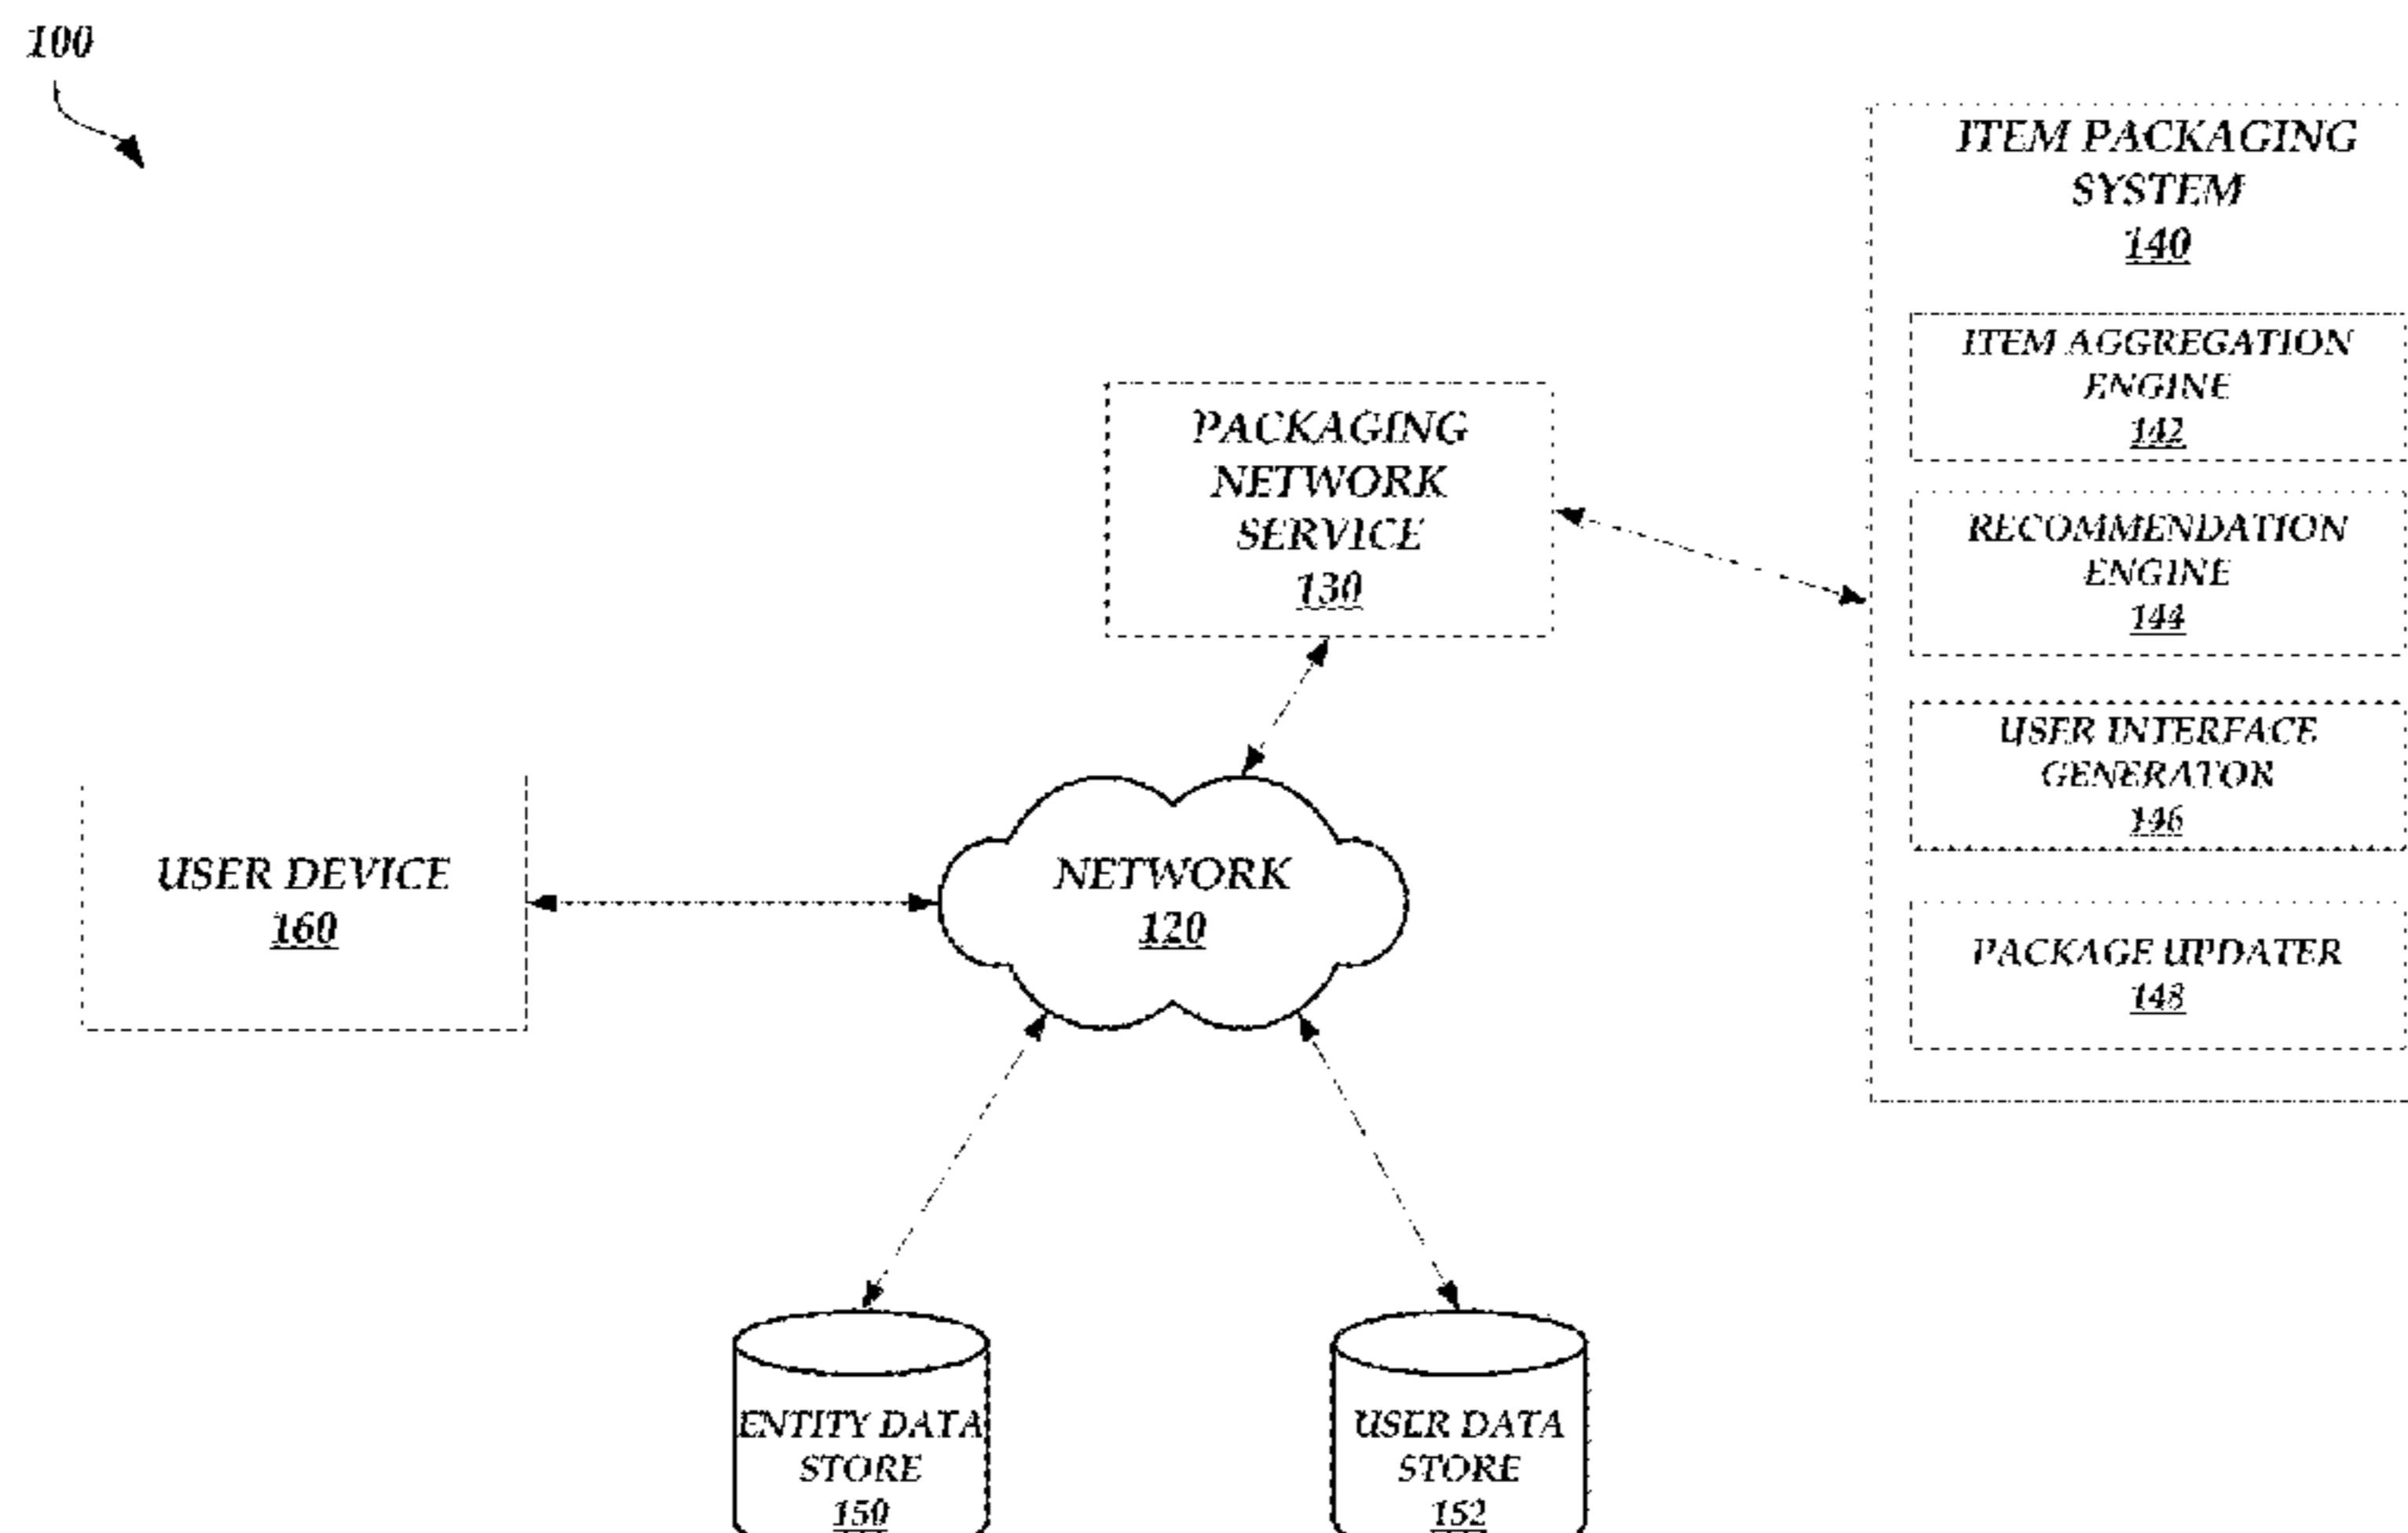 100
ITEM PACKAGING
SYSTEM
140
ITEM AGGREGATION
ENGINE
142
RECOMMENDATION
ENGINE
144
USER INTERFACE
GENERATOR
146
PACKAGE UPDATER
148
PACKAGING
NETWORK
SERVICE
130
USER DEVICE
160
NETWORK
120
ENTITY DATA
STORE
150
USER DATA
STORE
152